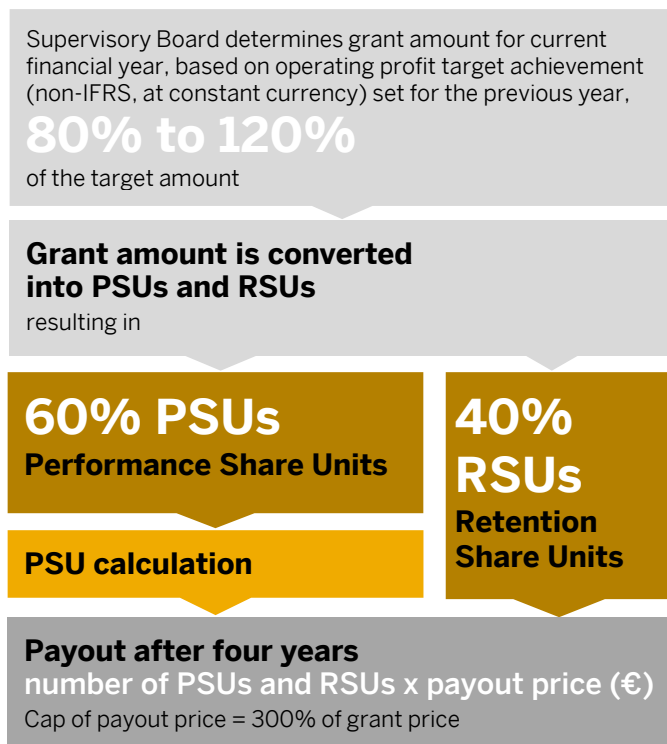 Supervisory Board determines grant amount for current
financial year, based on operating profit target achievement
(non-IFRS, at constant currency) set for the previous year,
80% to 120%
of the target amount
Grant amount is converted
into PSUs and RSUs
resulting in
60% PSUs
Performance Share Units
PSU calculation
40%
RSUs
Retention
Share Units
Payout after four years
number of PSUs and RSUs x payout price (€)
Cap of payout price = 300% of grant price